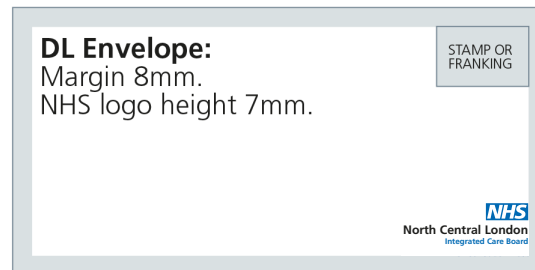 DL Envelope:
Margin 8mm.
NHS logo height 7mm.
STAMP OR
FRANKING
NHS
North Central London
Integrated Care Board